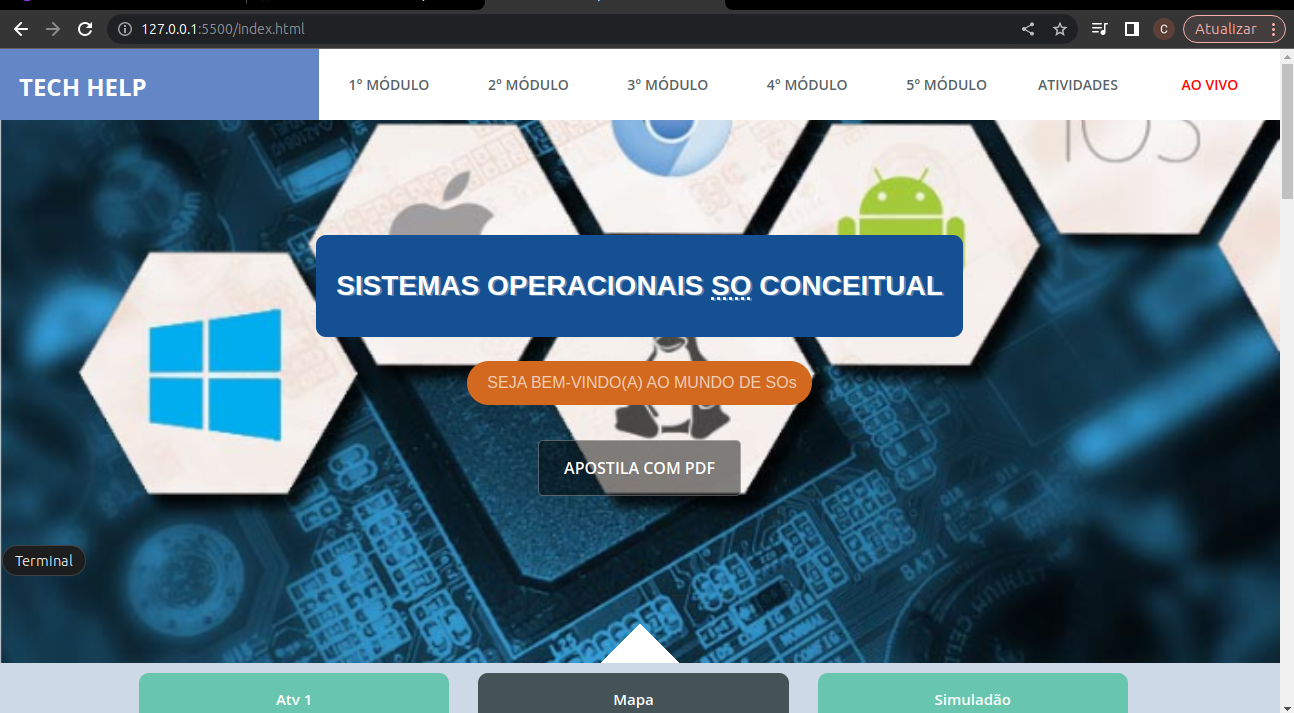 127.0.0.1:5500/index.html
C
Atualizar
TECH HELP
1º MÓDULO
2º MÓDULO
3º MÓDULO
4º MÓDULO
5º MÓDULO
ATIVIDADES
AO VIVO
iOS
SISTEMAS OPERACIONAIS SO CONCEITUAL
SEJA BEM-VINDO(A) AO MUNDO DE SOs
APOSTILA COM PDF
Terminal
Atv 1
Mapa
Simuladão